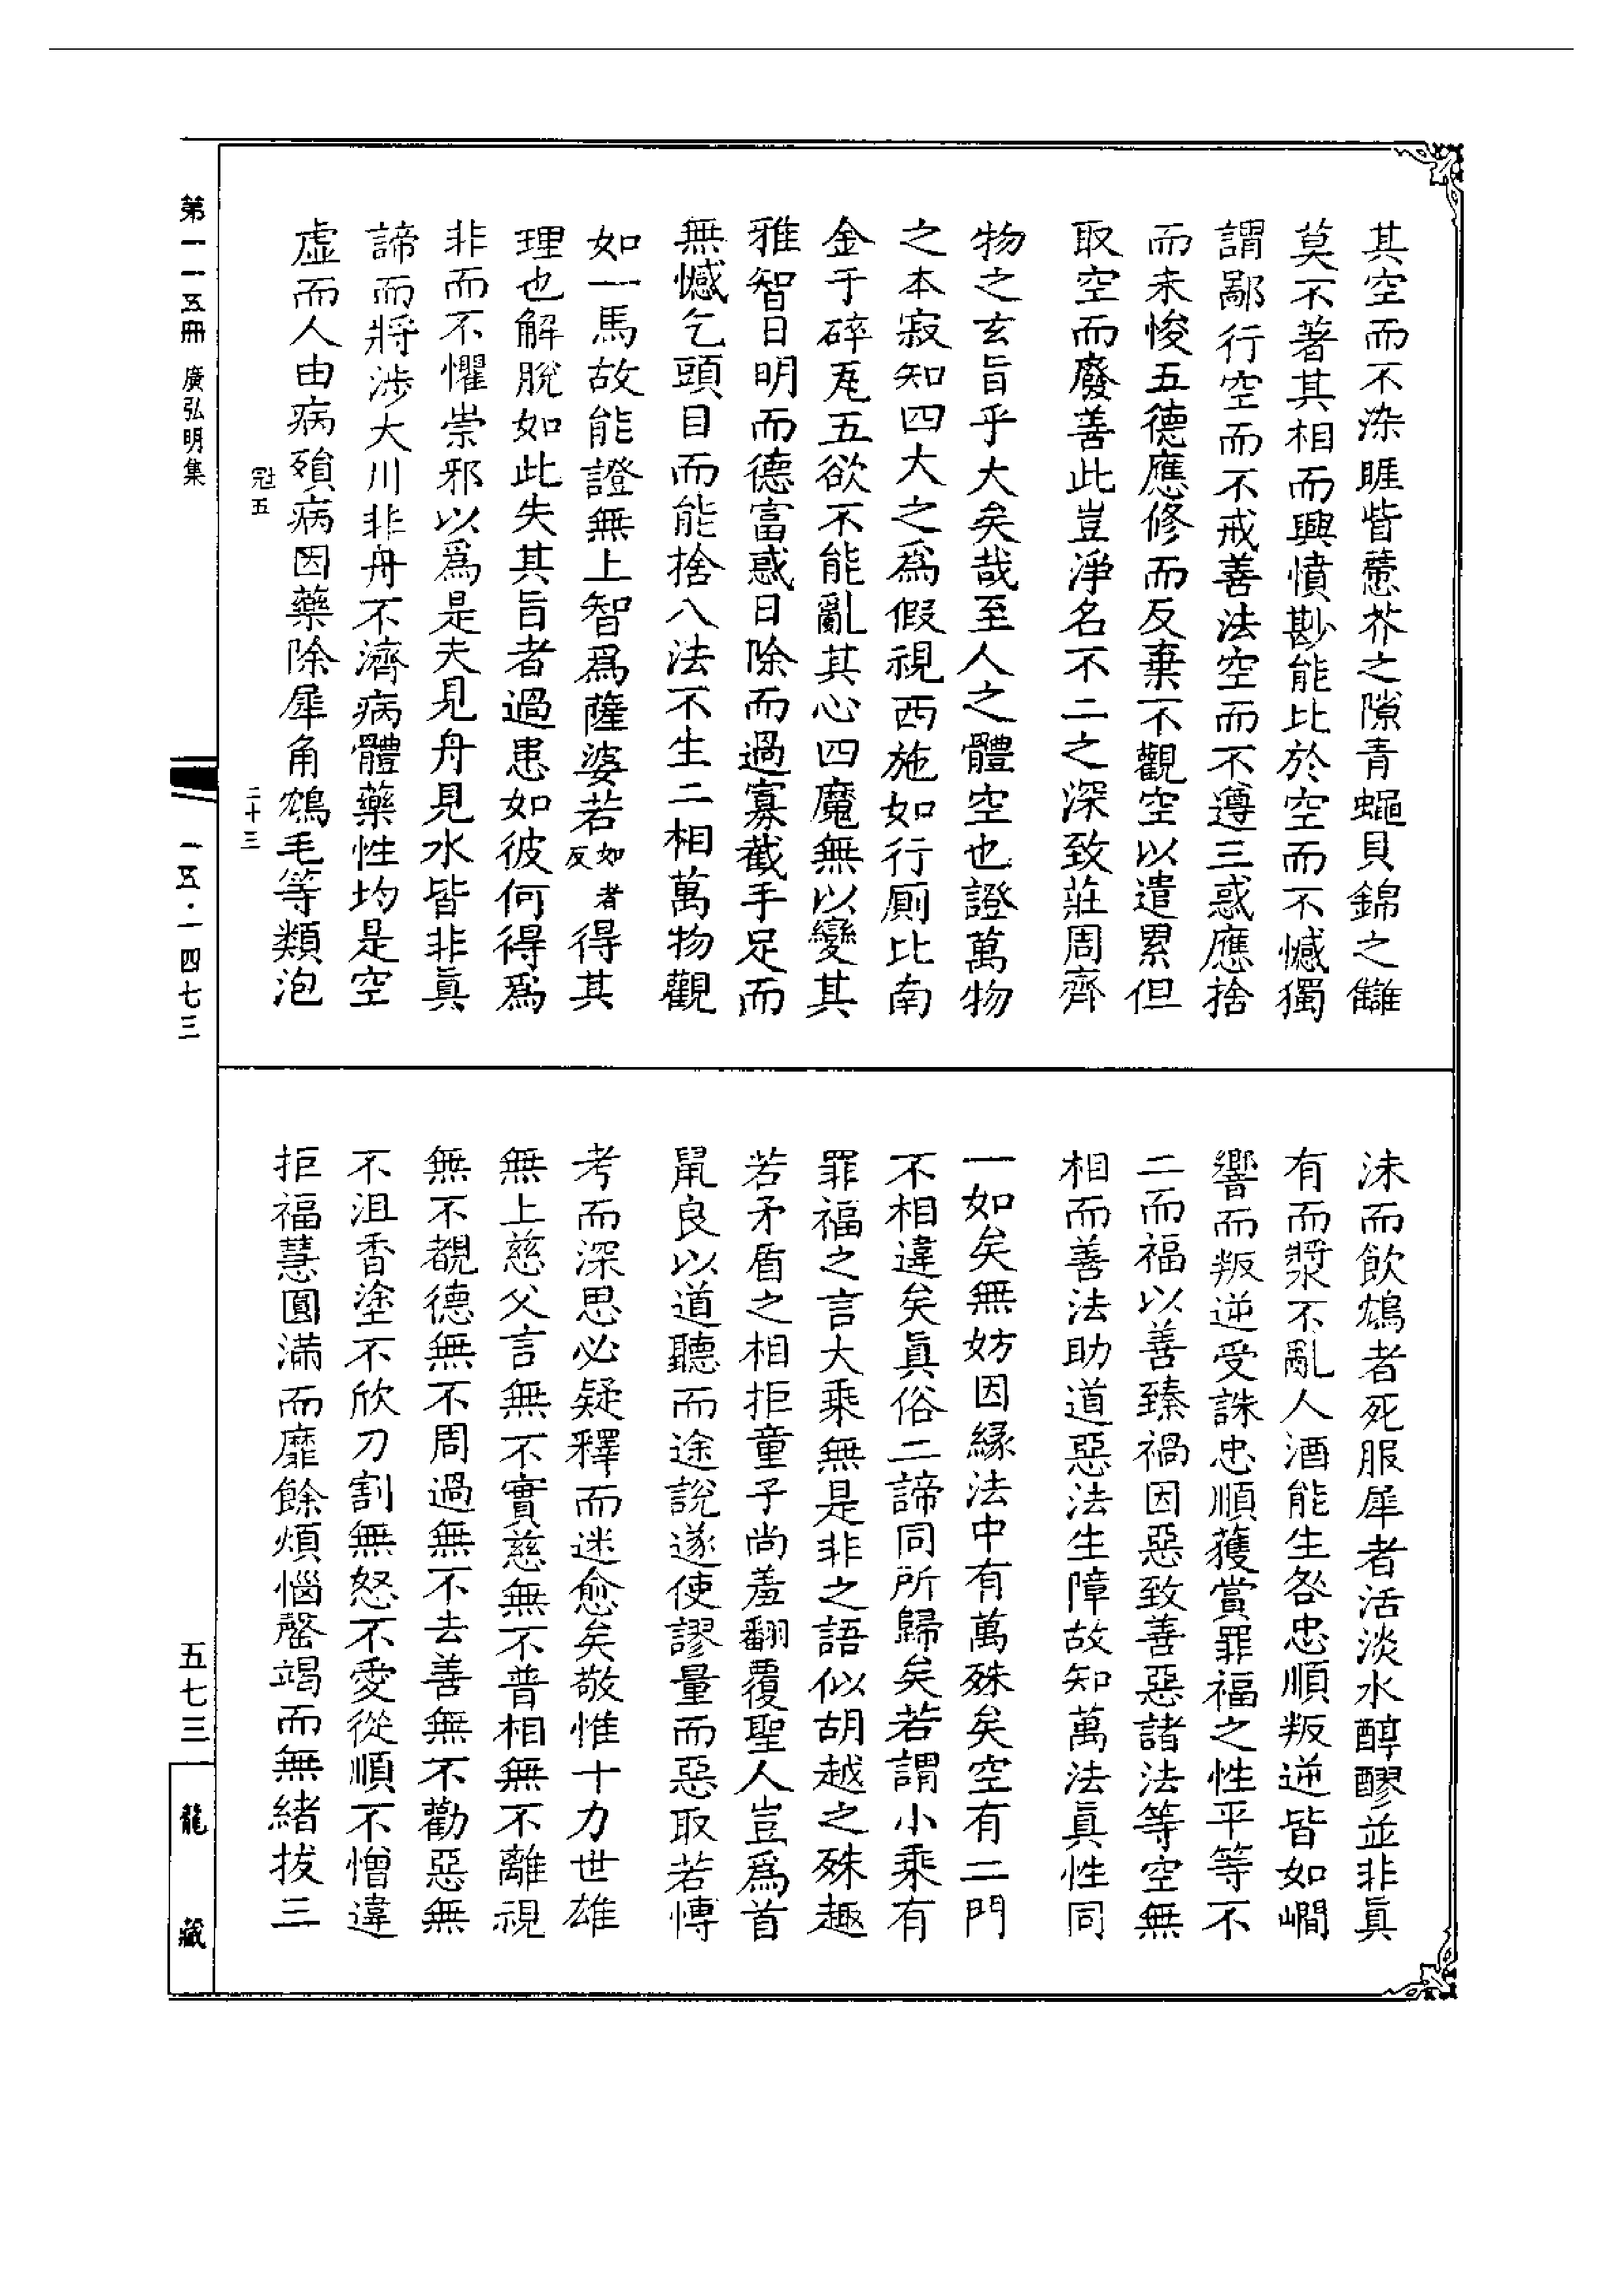 其空而不染睚眥蔕芥之隙青蠅貝錦之讎
莫不著其相而興憤尠能比於空而不憾獨
謂鄙行空而不戒善法空而不遵三惑應捨
而未悛五德應修而反棄不觀空以遣累但
取空而廢善此豈淨名不二之深致莊周齊
物之玄旨乎大矣哉至人之體空也證萬物
之本寂知四大之爲假視西施如行廁比南
金于碎瓦五欲不能亂其心四魔無以變其
雅智日明而德富惑日除而過寡截手足而
無憾乞頭目而能捨八法不生二相萬物觀
如一馬故能證無上智爲薩婆若如者反得其
理也解脫如此失其旨者過患如彼何得爲
非而不懼崇邪以爲是夫見舟見水皆非眞
諦而將涉大川非舟不濟病體藥性均是空
虛而人由病殞病因藥除犀角鴆毛等類泡
沫而飲鴆者死服犀者活淡水醇醪並非眞
有而漿不亂人酒能生咎忠順叛逆皆如㵎
響而叛逆受誅忠順獲賞罪福之性平等不
二而福以善臻禍因惡致善惡諸法等空無
相而善法助道惡法生障故知萬法眞性同
一如矣無妨因緣法中有萬殊矣空有二門
不相違矣眞俗二諦同所歸矣若謂小乘有
罪福之言大乘無是非之語似胡越之殊趣
若矛盾之相拒童子尚羞翻覆聖人豈爲首
鼠良以道聽而途說遂使謬量而惡取若博
考而深思必疑釋而迷愈矣敬惟十力世雄
無上慈父言無不實慈無不普相無不離視
無不覩德無不周過無不去善無不勸惡無
不沮香塗不欣刀割無怒不愛從順不憎違
拒福慧圓滿而靡餘煩惱罄竭而無緒拔三
第一一五冊 廣弘明集
冠五
二十三
一五·一四七三
五七三
龍藏